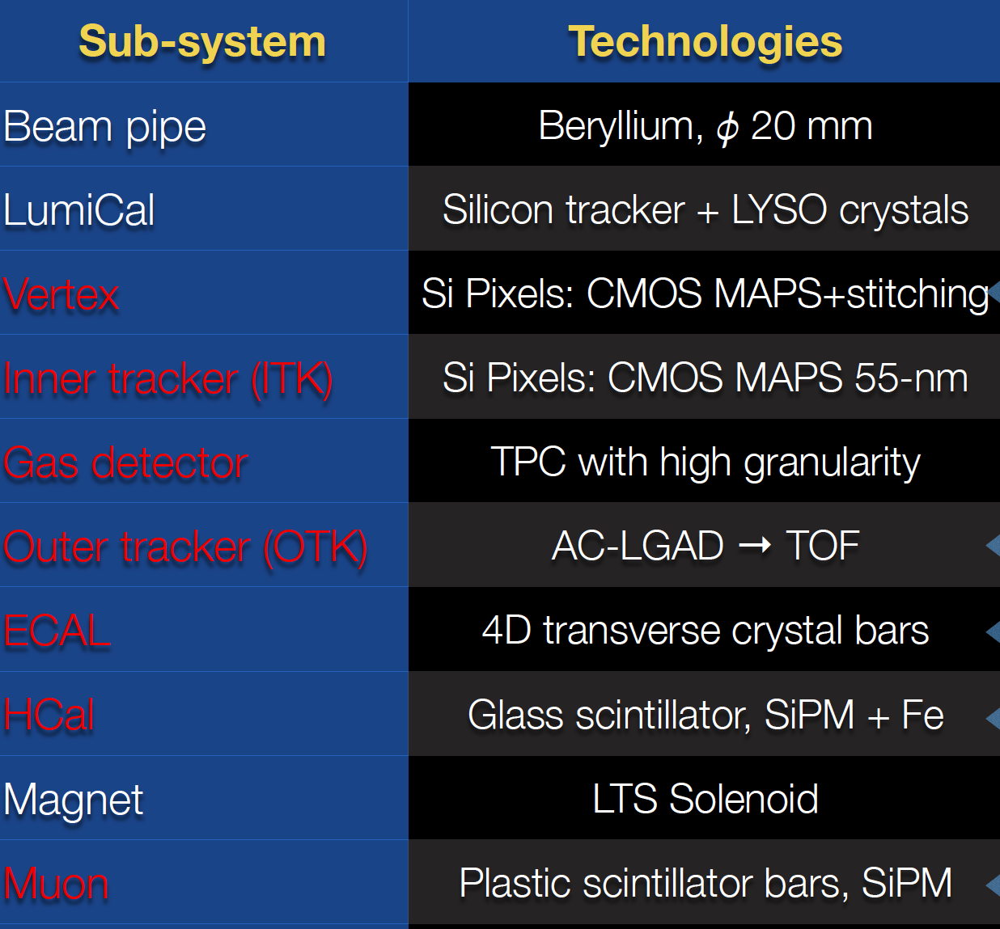 Sub-system Technologies
Beam pipe Beryllium, ϕ 20 mm
LumiCal Silicon tracker + LYSO crystals
Vertex Si Pixels: CMOS MAPS+stitching
Inner tracker (ITK) Si Pixels: CMOS MAPS 55-nm
Gas detector TPC with high granularity
Outer tracker (OTK) AC-LGAD → TOF
ECAL 4D transverse crystal bars
HCal Glass scintillator, SiPM + Fe
Magnet LTS Solenoid
Muon Plastic scintillator bars, SiPM